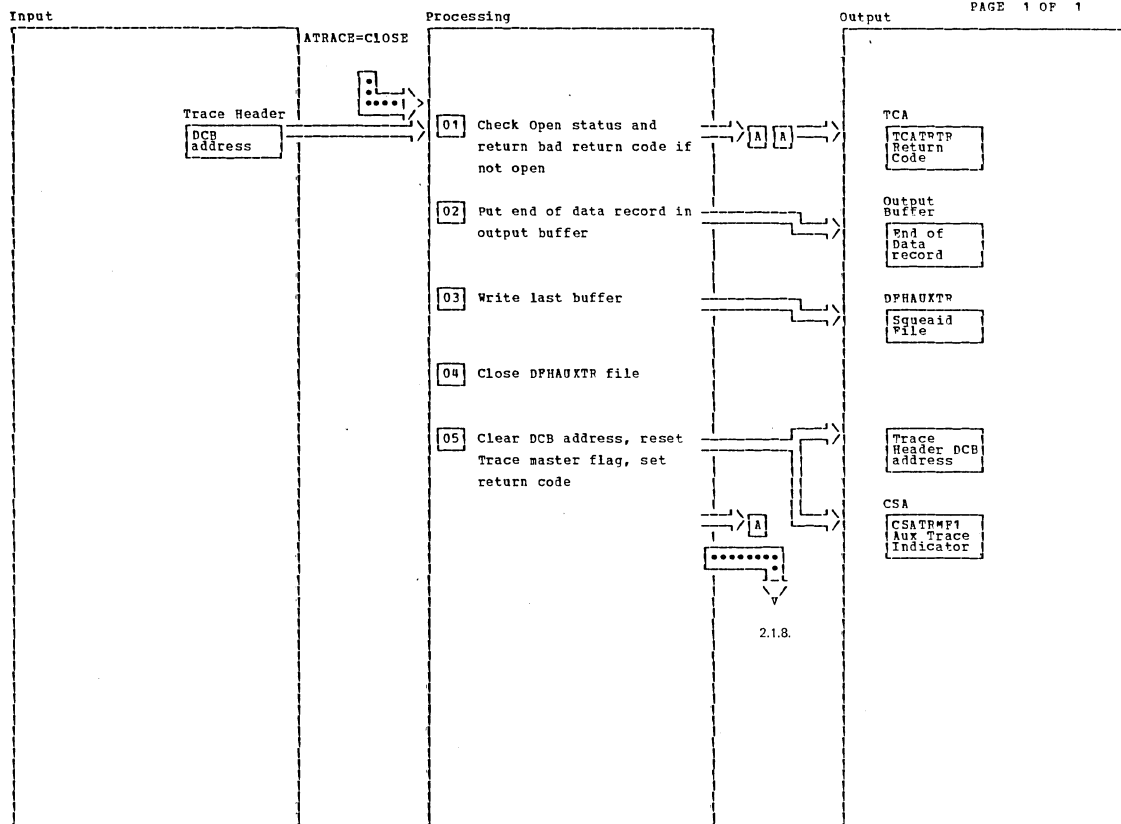 PAGE 1 OF 1
Input
Processing
Output
ATRACE=CLOSE
Trace Header
DCB
address
01 Check Open status and
return bad return code if
not open
A A
TCA
TCATRTR
Return
Code
02 Put end of data record in
output buffer
Output
Buffer
End of
Data
record
03 Write last buffer
DFHAUXTR
Squeaid
File
04 Close DFHAUXTR file
05 Clear DCB address, reset
Trace master flag, set
return code
Trace
Header DCB
address
A
CSA
CSATRMF1
Aux Trace
Indicator
2.1.8.